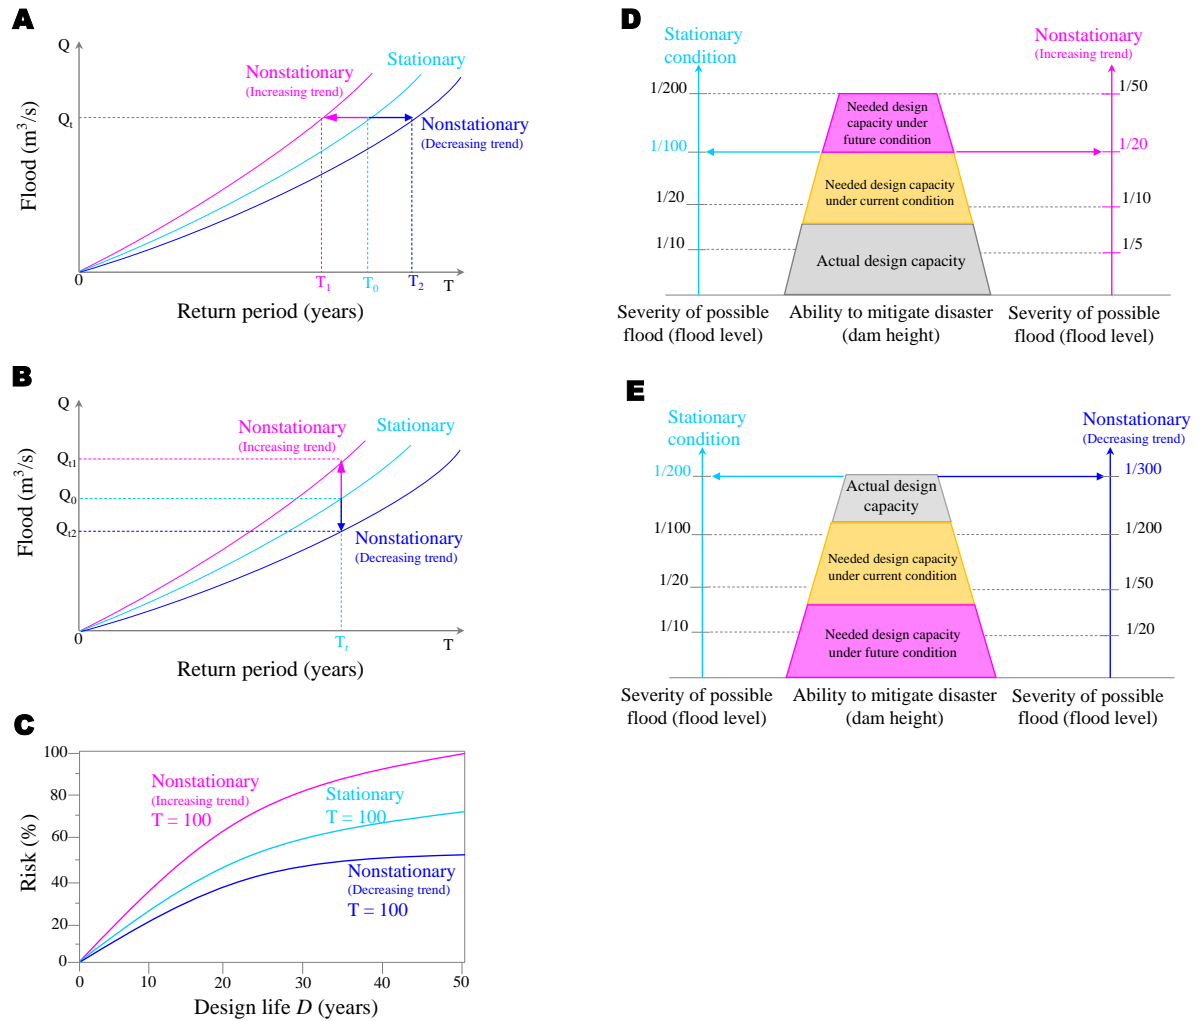 A
Q
Flood (m³/s)
Qt
Nonstationary
(Increasing trend)
Stationary
Nonstationary
(Decreasing trend)
0
T1
T0
T2
T
Return period (years)
B
Q
Flood (m³/s)
Qt1
Q0
Qt2
Nonstationary
(Increasing trend)
Stationary
Nonstationary
(Decreasing trend)
0
Tt
T
Return period (years)
C
Risk (%)
100
80
60
40
20
0
Nonstationary
(Increasing trend)
T = 100
Stationary
T = 100
Nonstationary
(Decreasing trend)
T = 100
0
10
20
30
40
50
Design life D (years)
D
Stationary
condition
Nonstationary
(Increasing trend)
1/200
1/100
1/20
1/10
Needed design
capacity under
future condition
Needed design capacity
under current condition
Actual design capacity
1/50
1/20
1/10
1/5
Severity of possible
flood (flood level)
Ability to mitigate disaster
(dam height)
Severity of possible
flood (flood level)
E
Stationary
condition
Nonstationary
(Decreasing trend)
1/200
1/100
1/20
1/10
Actual design
capacity
Needed design capacity
under current condition
Needed design capacity
under future condition
1/300
1/200
1/50
1/20
Severity of possible
flood (flood level)
Ability to mitigate disaster
(dam height)
Severity of possible
flood (flood level)